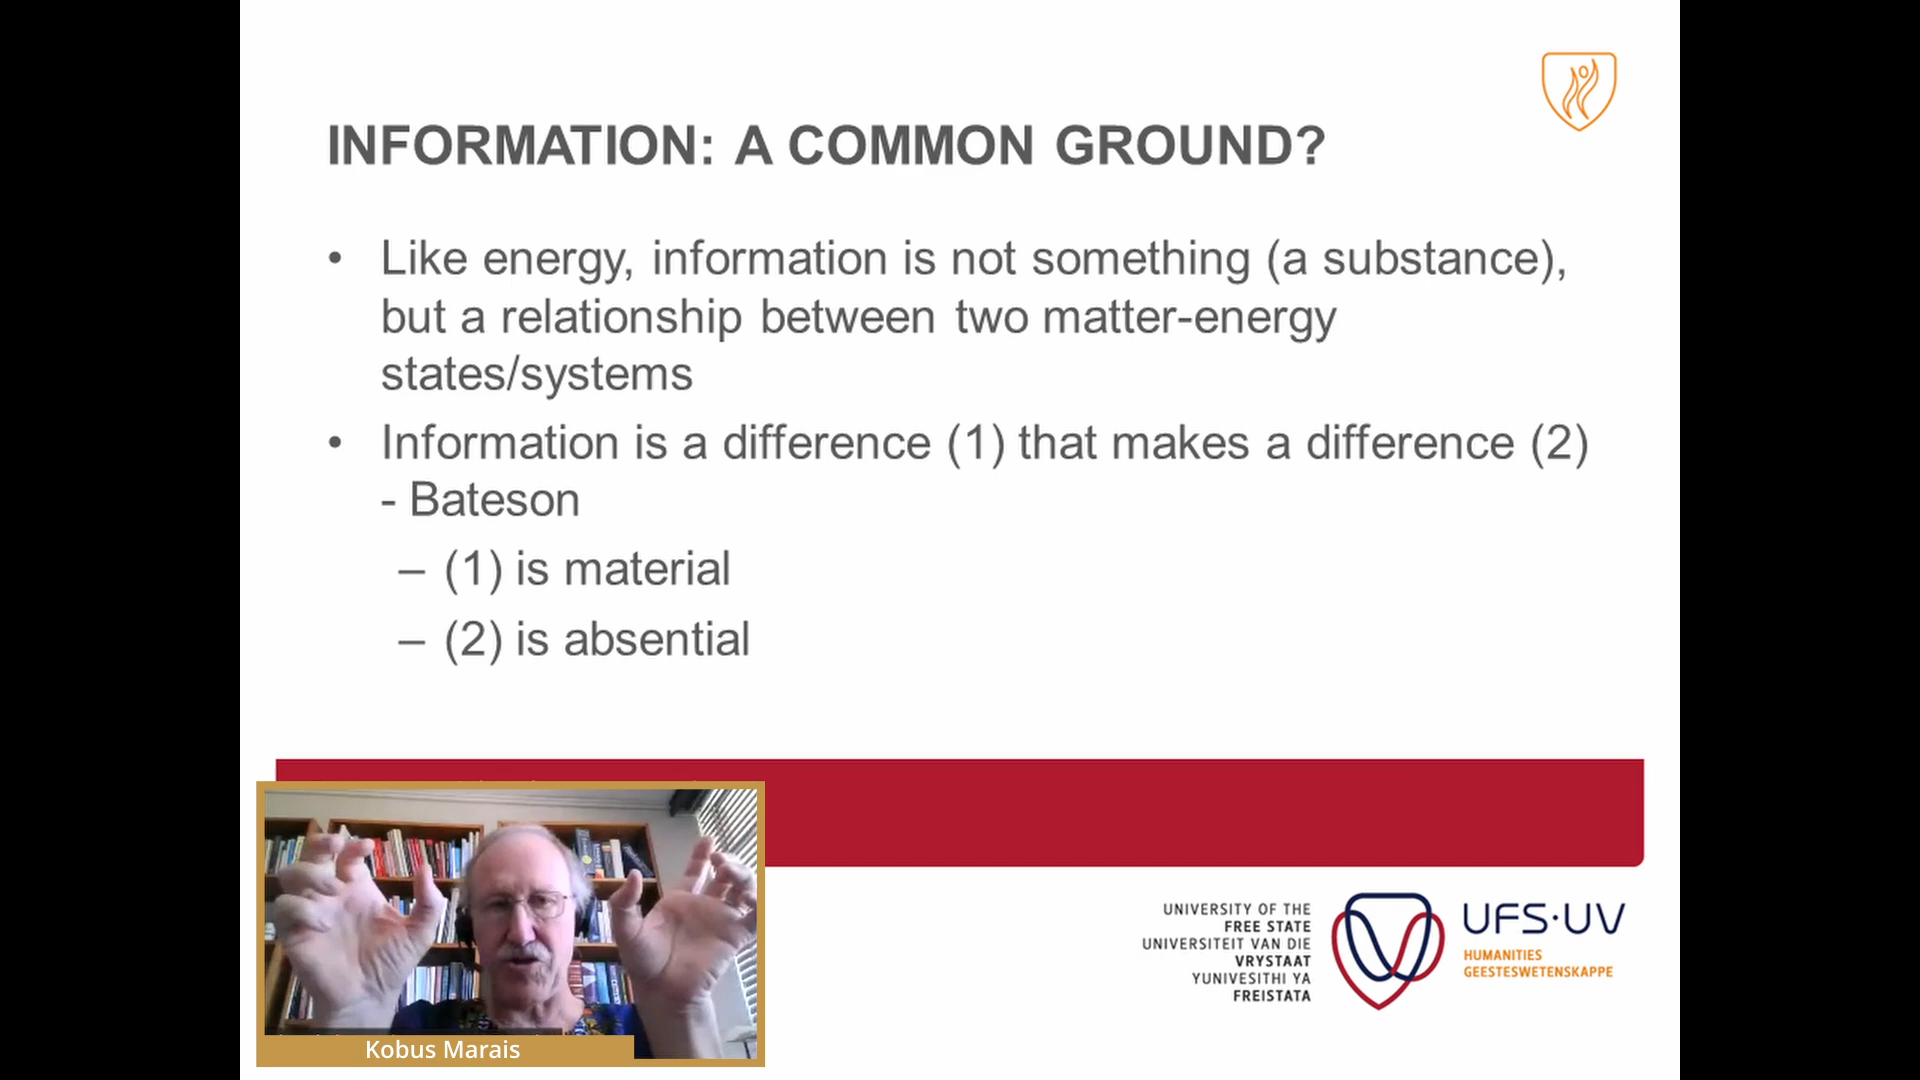 INFORMATION: A COMMON GROUND?
• Like energy, information is not something (a substance),
but a relationship between two matter-energy
states/systems
• Information is a difference (1) that makes a difference (2)
- Bateson
– (1) is material
– (2) is absential
Kobus Marais
UNIVERSITY OF THE
FREE STATE
UNIVERSITEIT VAN DIE
VRYSTAAT
YUNIVESITHI YA
FREISTATA
UFS·UV
HUMANITIES
GEESTESWETENSKAPPE